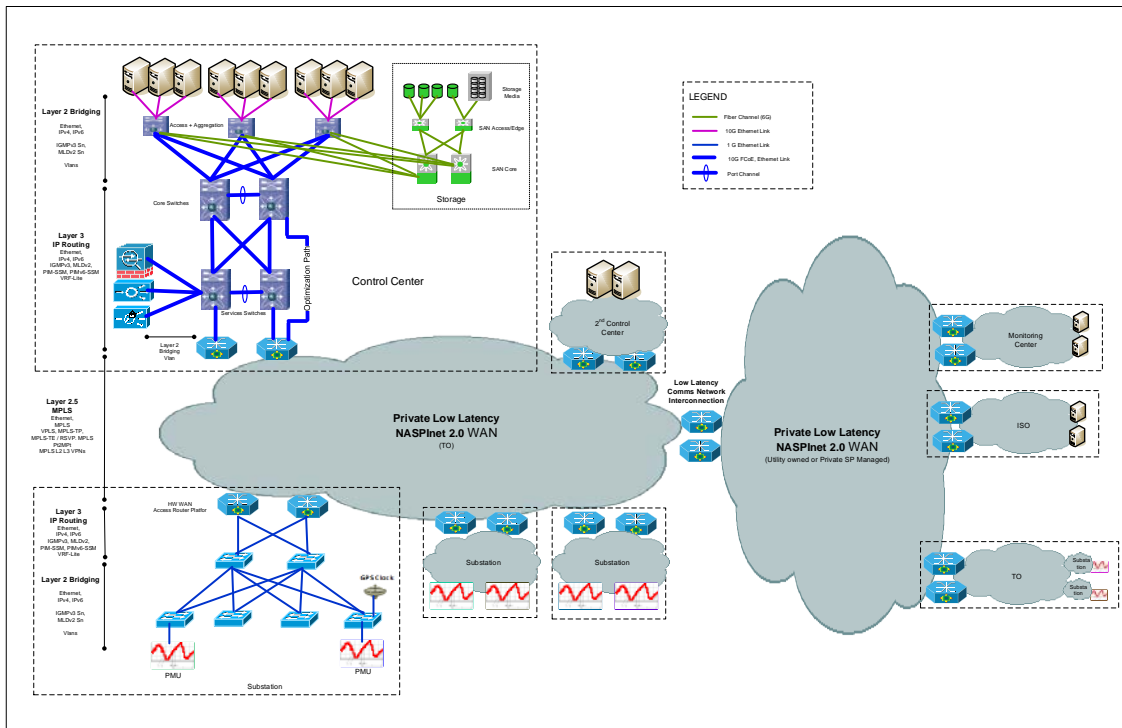 Layer 2 Bridging
Ethernet,
IPv4, IPv6
IGMPv3 Sn,
MLDv2 Sn
Vlans
Layer 3
IP Routing
Ethernet,
IPv4, IPv6
IGMPv3, MLDv2,
PIM-SSM, PIMv6-SSM
VRF-Lite
Layer 2.5
MPLS
Ethernet,
MPLS
VPLS, MPLS-TP,
MPLS-TE / RSVP. MPLS
Pt2MPt
MPLS L2 L3 VPNs
Layer 3
IP Routing
Ethernet,
IPv4, IPv6
IGMPv3, MLDv2,
PIM-SSM, PIMv6-SSM
VRF-Lite
Layer 2 Bridging
Ethernet,
IPv4, IPv6
IGMPv3 Sn,
MLDv2 Sn
Vlans
Access + Aggregation
Core Switches
Services Switches
Optimization Path
Layer 2
Bridging
Vlan
Control Center
Storage
Media
SAN Access/Edge
SAN Core
Storage
LEGEND
Fiber Channel (6G)
10G Ethernet Link
1 G Ethernet Link
10G FCoE, Ethernet Link
Port Channel
2nd Control
Center
Low Latency
Comms Network
Interconnection
Private Low Latency
NASPInet 2.0 WAN
(TO)
Private Low Latency
NASPInet 2.0 WAN
(Utility owned or Private SP Managed)
Monitoring
Center
ISO
TO
Substa
tion
Substa
tion
HW WAN
Access Router Platfor
GPS Clock
PMU
PMU
Substation
Substation
Substation